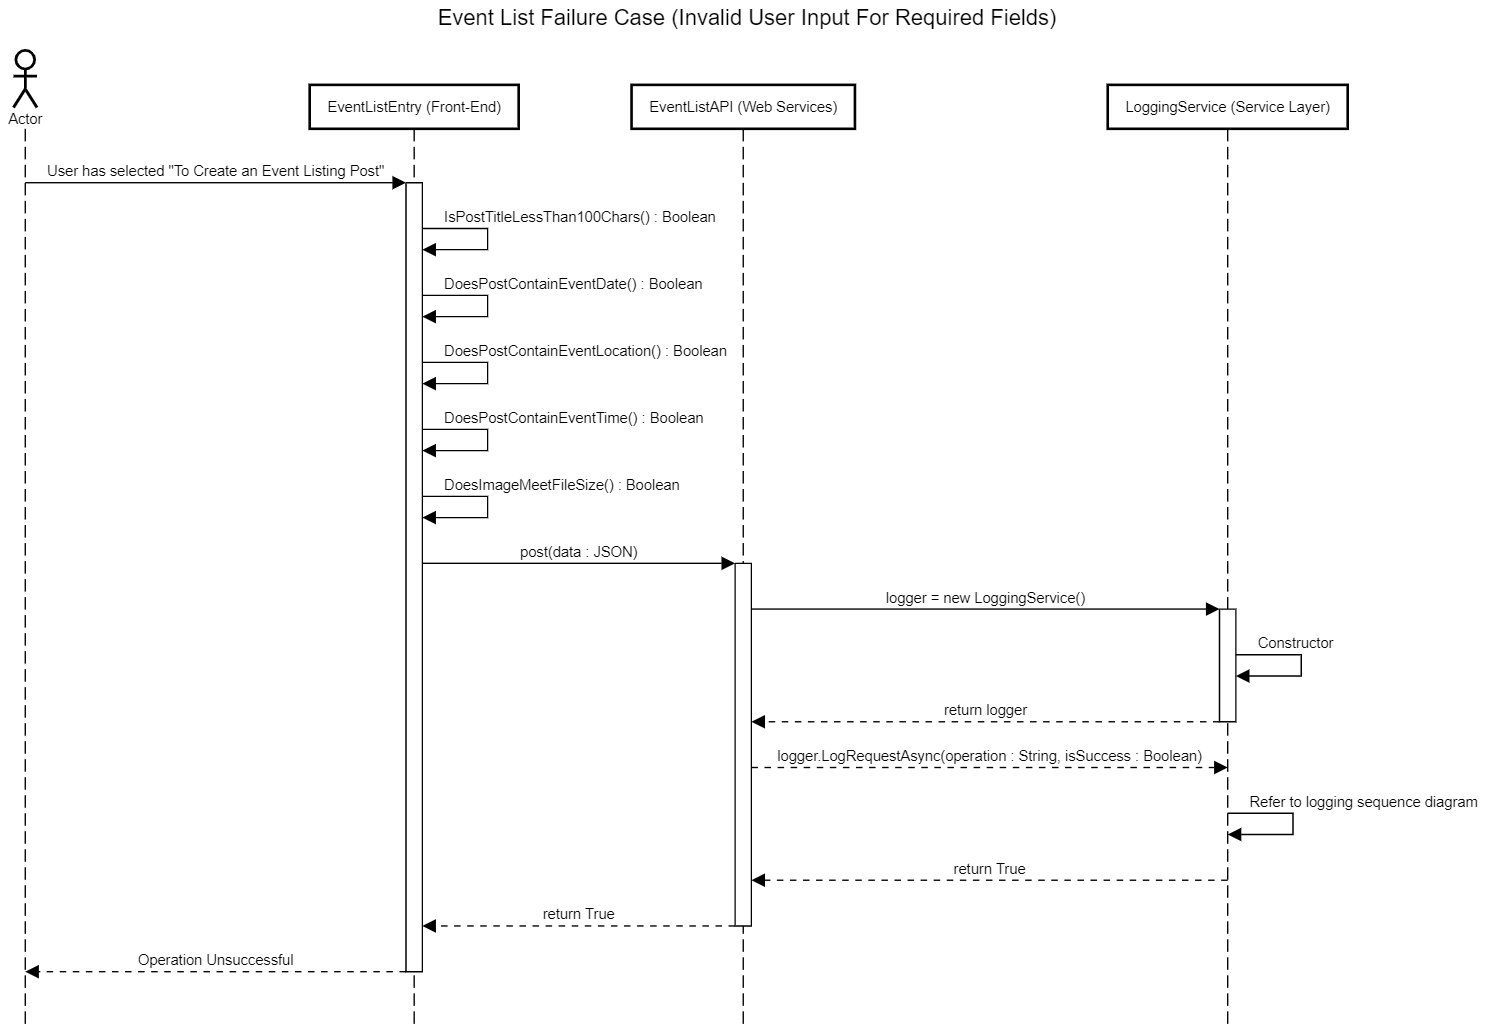 Event List Failure Case (Invalid User Input For Required Fields)
Actor
EventListEntry (Front-End)
EventListAPI (Web Services)
LoggingService (Service Layer)
User has selected "To Create an Event Listing Post"
IsPostTitleLessThan100Chars() : Boolean
DoesPostContainEventDate() : Boolean
DoesPostContainEventLocation() : Boolean
DoesPostContainEventTime() : Boolean
DoesImageMeetFileSize() : Boolean
post(data : JSON)
logger = new LoggingService()
Constructor
return logger
logger.LogRequestAsync(operation : String, isSuccess : Boolean)
Refer to logging sequence diagram
return True
return True
Operation Unsuccessful